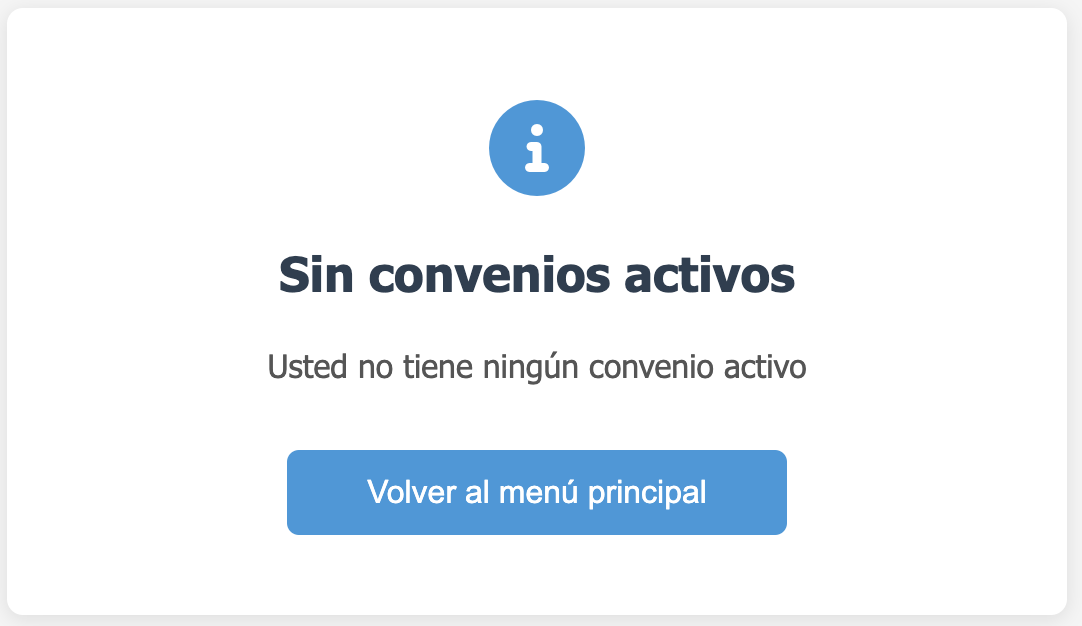 Sin convenios activos
Usted no tiene ningún convenio activo
Volver al menú principal